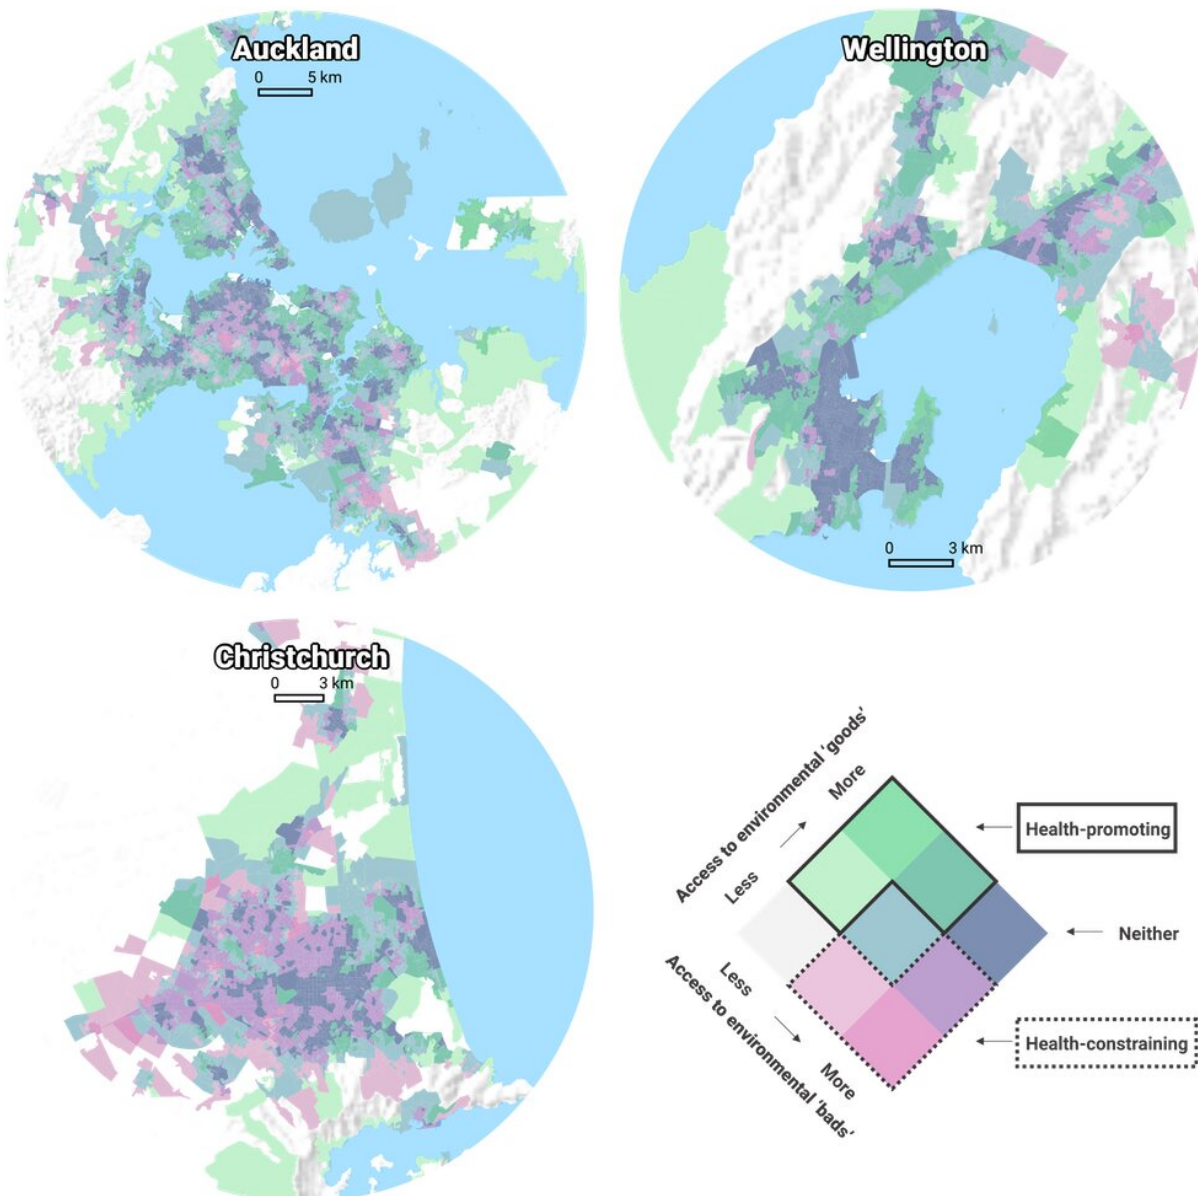 Auckland
0 5 km
Wellington
0 3 km
Christchurch
0 3 km
Access to environmental 'goods'
More
Less
Health-promoting
Neither
Less
More
Access to environmental 'bads'
Health-constraining